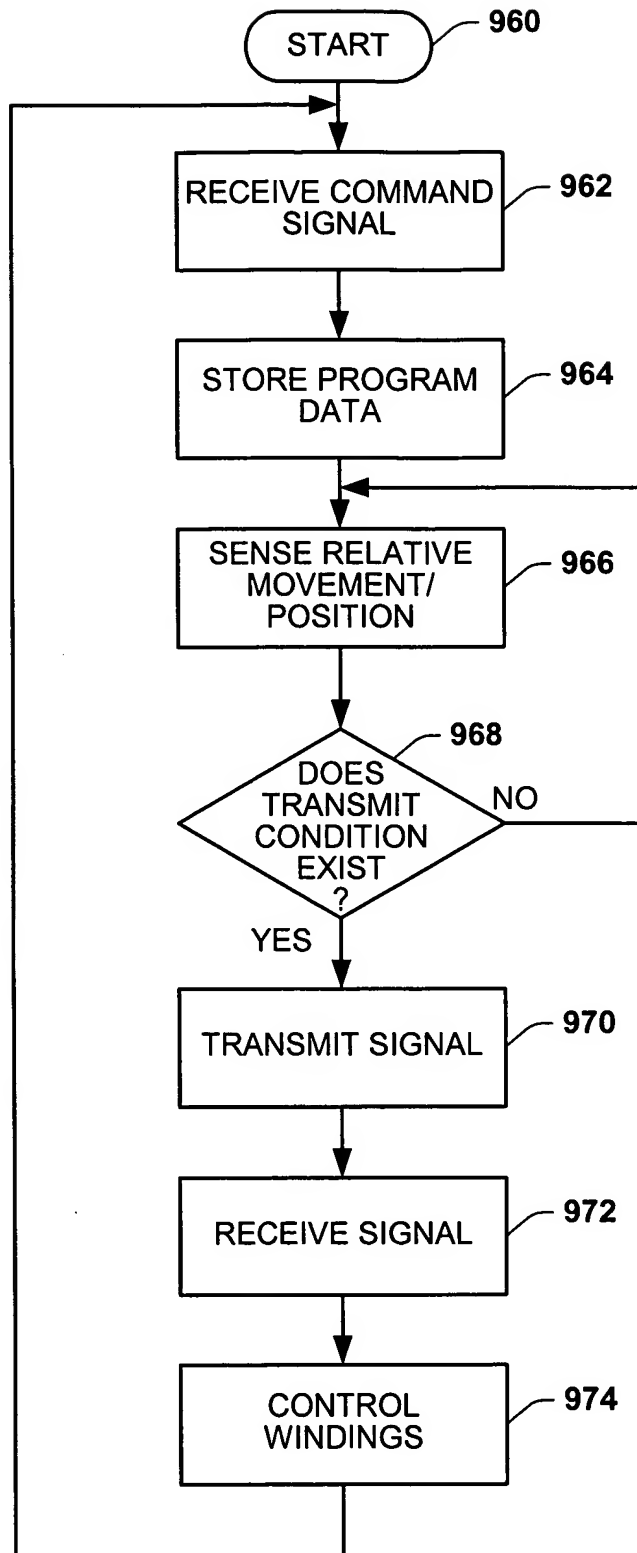 START
960
RECEIVE COMMAND
SIGNAL
962
STORE PROGRAM
DATA
964
SENSE RELATIVE
MOVEMENT/
POSITION
966
968
DOES
TRANSMIT
CONDITION
EXIST
?
NO
YES
TRANSMIT SIGNAL
970
RECEIVE SIGNAL
972
CONTROL
WINDINGS
974